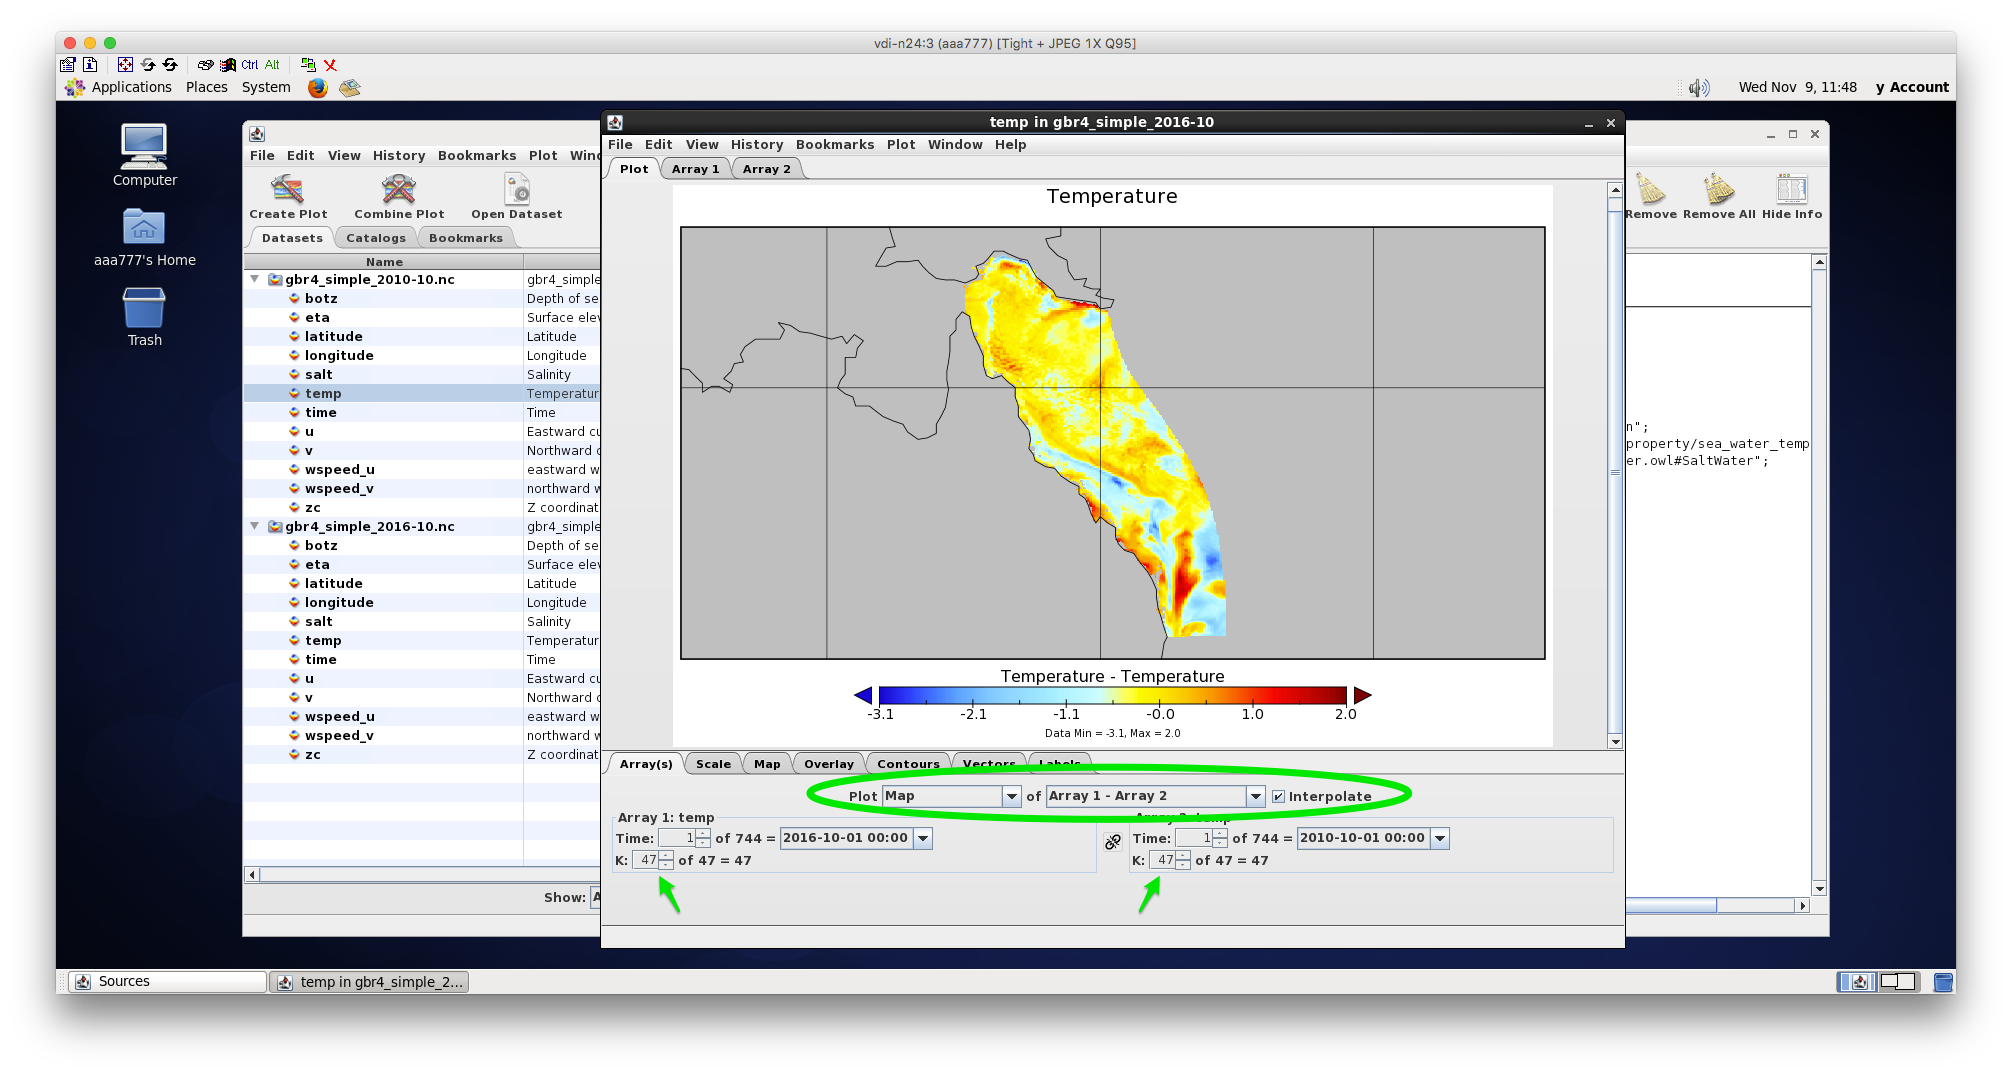 vdi-n24:3 (aaa777) [Tight + JPEG 1X Q95]
Ctrl Alt
Applications Places System
Wed Nov 9, 11:48 y Account
Computer
aaa777's Home
Trash
File Edit View History Bookmarks Plot
Create Plot Combine Plot Open Dataset
Datasets Catalogs Bookmarks
Name
gbr4_simple_2010-10.nc gbr4_simple
botz Depth of se
eta Surface elev
latitude Latitude
longitude Longitude
salt Salinity
temp Temperatur
time Time
u Eastward cu
v Northward c
wspeed_u eastward w
wspeed_v northward w
zc Z coordinat
gbr4_simple_2016-10.nc gbr4_simple
botz Depth of se
eta Surface elev
latitude Latitude
longitude Longitude
salt Salinity
temp Temperatur
time Time
u Eastward cu
v Northward c
wspeed_u eastward w
wspeed_v northward w
zc Z coordinat
Show:
temp in gbr4_simple_2016-10
File Edit View History Bookmarks Plot Window Help
Plot Array 1 Array 2
Temperature
Temperature - Temperature
-3.1 -2.1 -1.1 -0.0 1.0 2.0
Data Min = -3.1, Max = 2.0
Array(s) Scale Map Overlay Contours Vectors Labels
Plot Map of Array 1 - Array 2 Interpolate
Array 1: temp
Time: 1 of 744 = 2016-10-01 00:00
K: 47 of 47 = 47
Array 2: temp
Time: 1 of 744 = 2010-10-01 00:00
K: 47 of 47 = 47
Remove Remove All Hide Info
n";
property/sea_water_temp
er.owl#SaltWater";
Sources
temp in gbr4_simple_2...